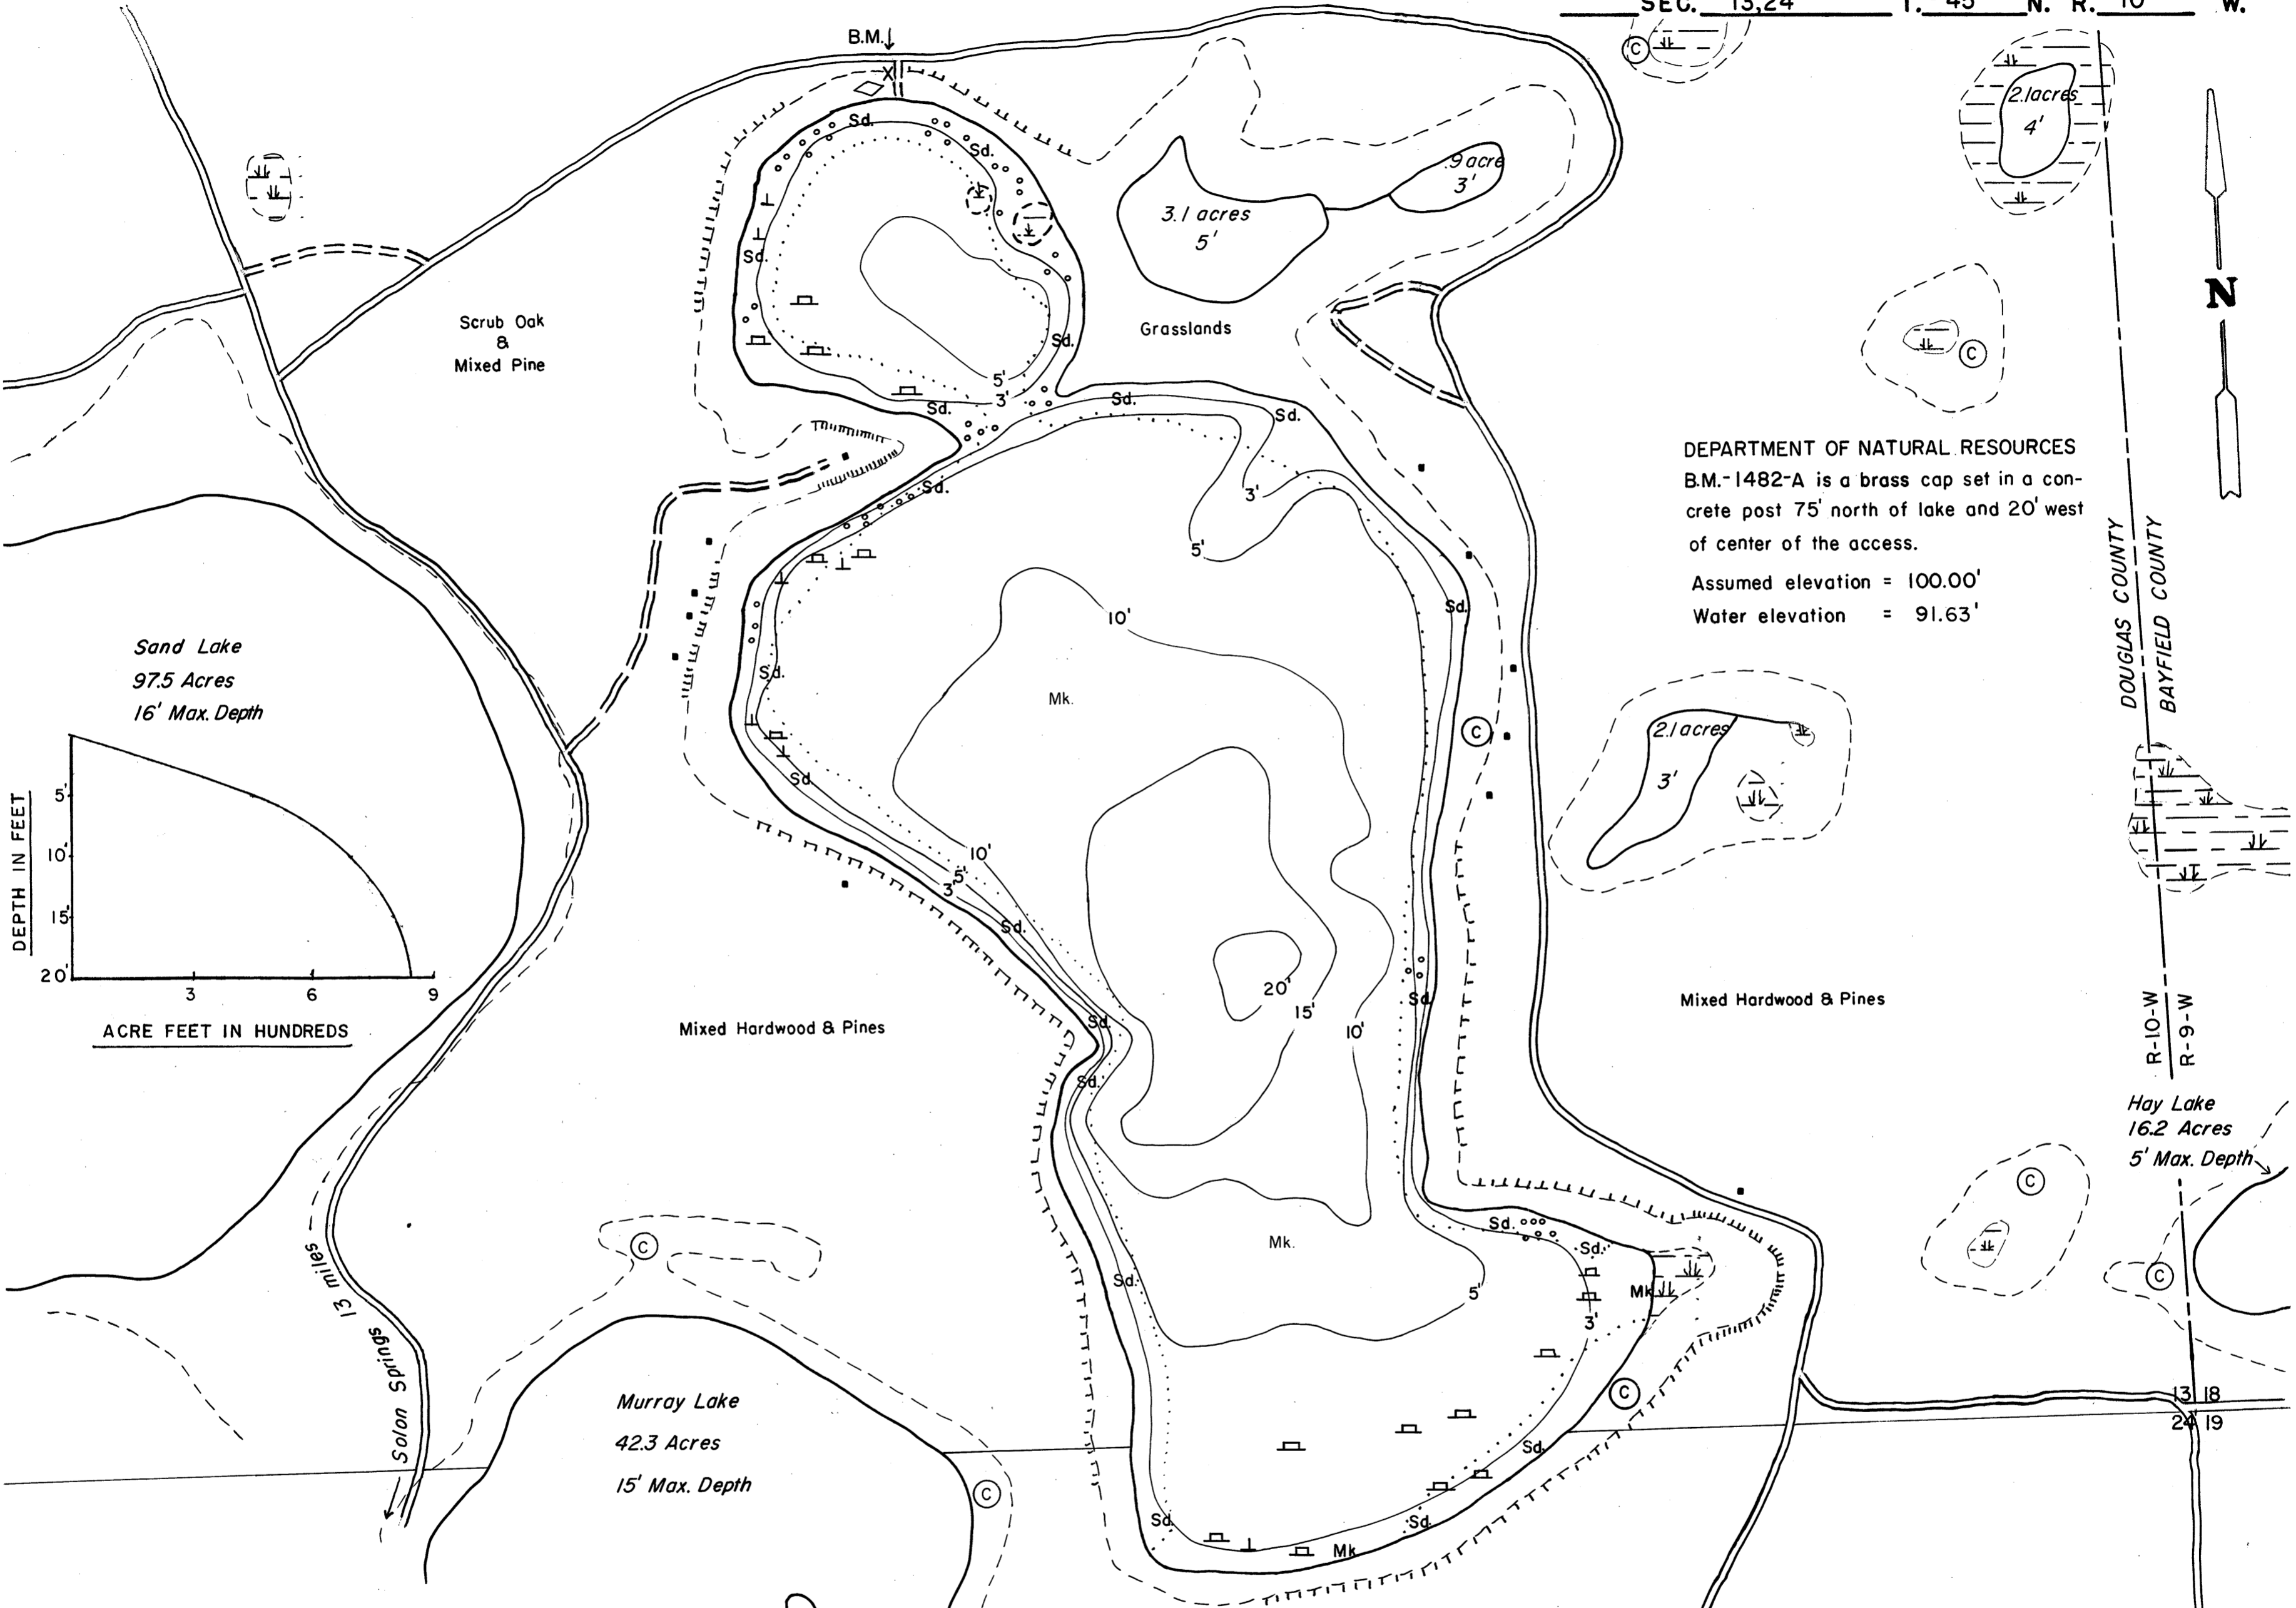 SEC. 13,24 T. 45 N. R. 10 W.
B.M.
C
2.1 acres
4'
Sd.
Sd.
.9 acre
3'
3.1 acres
5'
Sd.
N
Scrub Oak
&
Mixed Pine
Grasslands
Sd.
C
5'
3'
Sd.
Sd.
Sd.
DEPARTMENT OF NATURAL RESOURCES
B.M.-1482-A is a brass cap set in a con-
crete post 75' north of lake and 20' west
of center of the access.
Assumed elevation = 100.00'
Water elevation = 91.63'
Sd.
3'
5'
DOUGLAS COUNTY
BAYFIELD COUNTY
10'
Sd.
Sand Lake
97.5 Acres
16' Max. Depth
Sd.
Mk.
C
2.1 acres
3'
Sd
DEPTH IN FEET
5'
10'
15'
20'
3 6 9
ACRE FEET IN HUNDREDS
10'
5'
3'
Sd.
20'
15'
10'
Sd.
Sd.
Sd.
Mixed Hardwood & Pines
Mixed Hardwood & Pines
R-10-W
R-9-W
Hay Lake
16.2 Acres
5' Max. Depth
C
C
Sd.
Sd.
Mk.
Mk
C
Sd.
5'
3'
Solon Springs 13 miles
Murray Lake
42.3 Acres
15' Max. Depth
C
C
13 18
24 19
Sd.
Sd.
Sd.
Mk